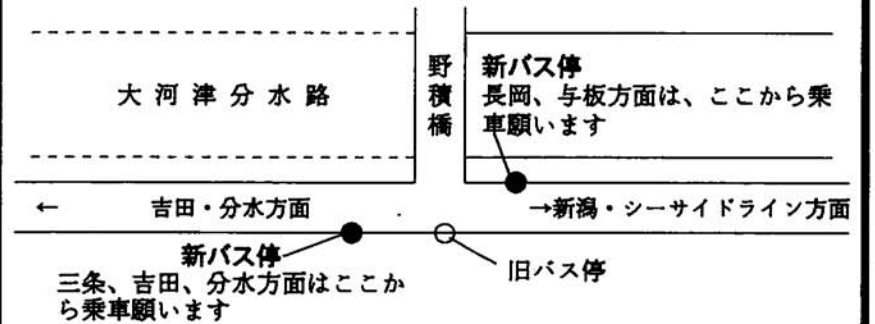 大河津分水路
野積橋
新バス停
長岡、与板方面は、ここから乗
車願います
← 吉田・分水方面
→新潟・シーサイドライン方面
新バス停
三条、吉田、分水方面はここか
ら乗車願います
旧バス停